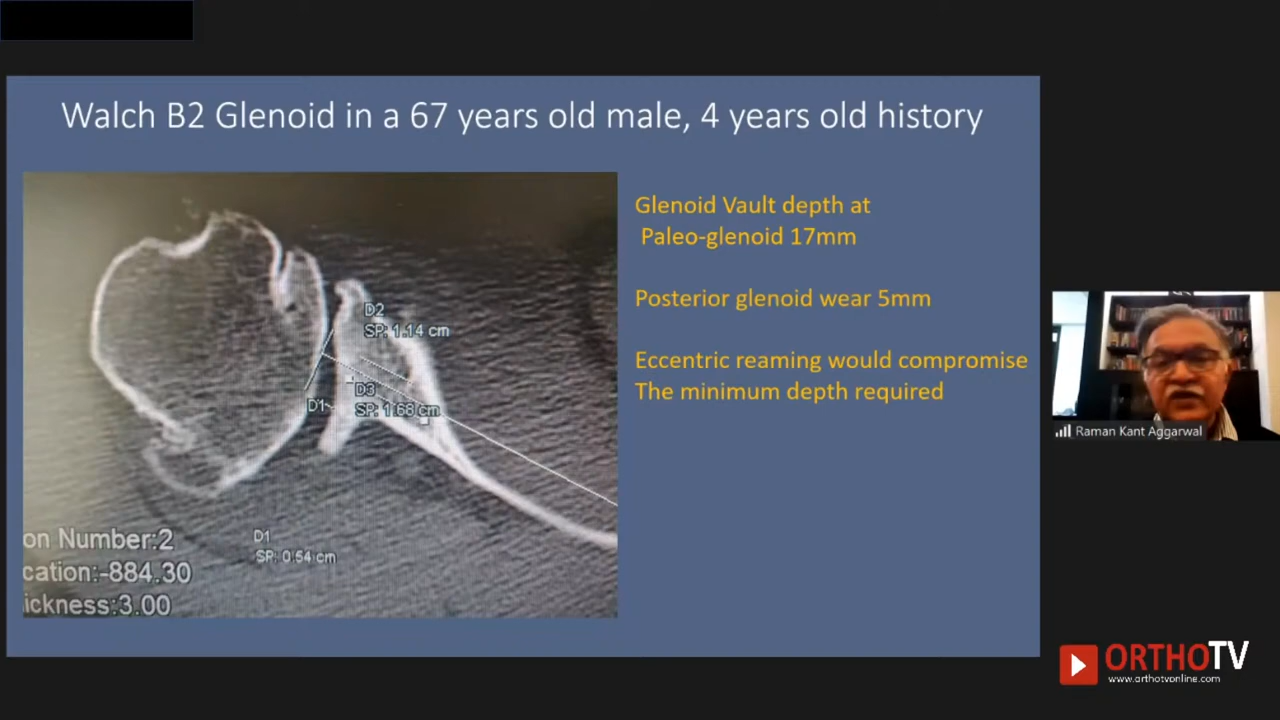 Walch B2 Glenoid in a 67 years old male, 4 years old history
Glenoid Vault depth at
Paleo-glenoid 17mm
Posterior glenoid wear 5mm
Eccentric reaming would compromise
The minimum depth required
D2
SP: 1.14 cm
D3
D1
SP: 1.68 cm
D1
SP: 0.54 cm
on Number:2
cation:-884.30
ickness:3.00
Raman Kant Aggarwal
ORTHOTV
www.orthotvonline.com